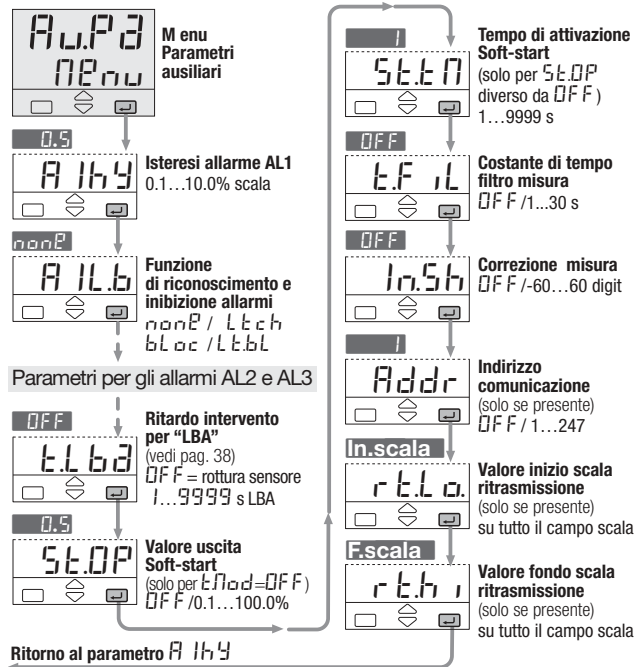 Au.Pa
MEnu
M enu
Parametri
ausiliari
0.5
A1hy
Isteresi allarme AL1
0.1…10.0% scala
nonE
A1L.b
Funzione
di riconoscimento e
inibizione allarmi
nonE / Ltch
bLoc / Lt.bL
Parametri per gli allarmi AL2 e AL3
OFF
t.Lba
Ritardo intervento
per “LBA”
(vedi pag. 38)
OFF = rottura sensore
1…9999 s LBA
0.5
St.OP
Valore uscita
Soft-start
(solo per tMod=OFF)
OFF/0.1…100.0%
Ritorno al parametro A1hy
1
St.tM
Tempo di attivazione
Soft-start
(solo per St.OP
diverso da OFF)
1…9999 s
OFF
t.FiL
Costante di tempo
filtro misura
OFF/1...30 s
OFF
In.Sh
Correzione misura
OFF/-60…60 digit
1
Addr
Indirizzo
comunicazione
(solo se presente)
OFF / 1…247
In.scala
rt.Lo.
Valore inizio scala
ritrasmissione
(solo se presente)
su tutto il campo scala
F.scala
rt.hi
Valore fondo scala
ritrasmissione
(solo se presente)
su tutto il campo scala